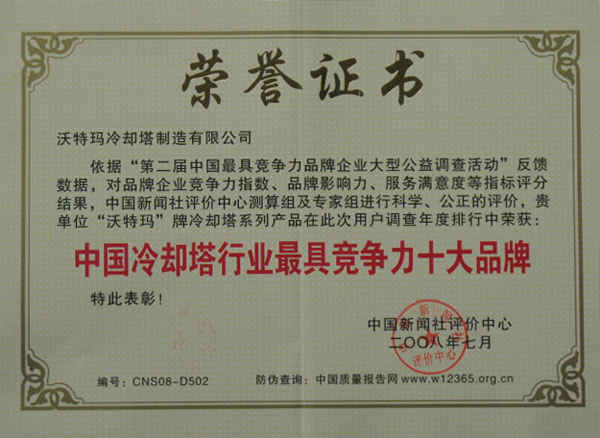 荣誉证书
沃特玛冷却塔制造有限公司
依据“第二届中国最具竞争力品牌企业大型公益调查活动”反馈
数据，对品牌企业竞争力指数、品牌影响力、服务满意度等指标评分
结果，中国新闻社评价中心测算组及专家组进行科学、公正的评价，贵
单位“沃特玛”牌冷却塔系列产品在此次用户调查年度排行中荣获：
中国冷却塔行业最具竞争力十大品牌
特此表彰！
中国新闻社评价中心
二〇〇八年七月
评价中心
编号：CNS08-D502
防伪查询：中国质量报告网www.w12365.org.cn